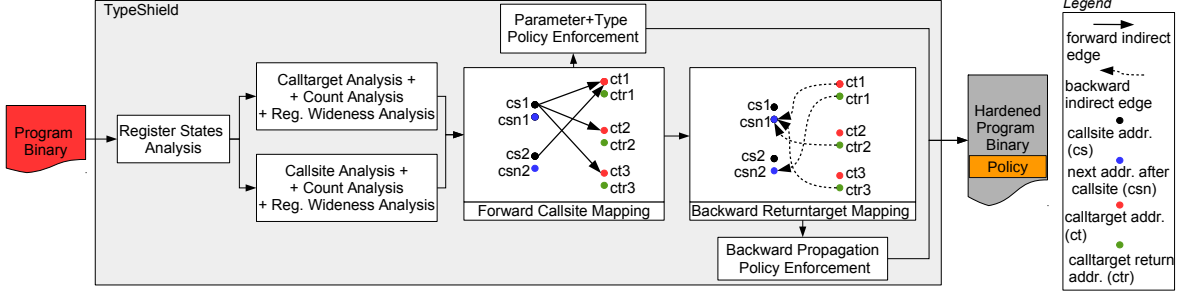 TypeShield
Program
Binary
Register States
Analysis
Calltarget Analysis +
+ Count Analysis
+ Reg. Wideness Analysis
Callsite Analysis +
+ Count Analysis
+ Reg. Wideness Analysis
Parameter+Type
Policy Enforcement
cs1
csn1
cs2
csn2
ct1
ctr1
ct2
ctr2
ct3
ctr3
Forward Callsite Mapping
cs1
csn1
cs2
csn2
ct1
ctr1
ct2
ctr2
ct3
ctr3
Backward Returntarget Mapping
Backward Propagation
Policy Enforcement
Hardened
Program
Binary
Policy
Legend
forward indirect
edge
backward
indirect edge
callsite addr.
(cs)
next addr. after
callsite (csn)
calltarget addr.
(ct)
calltarget return
addr. (ctr)